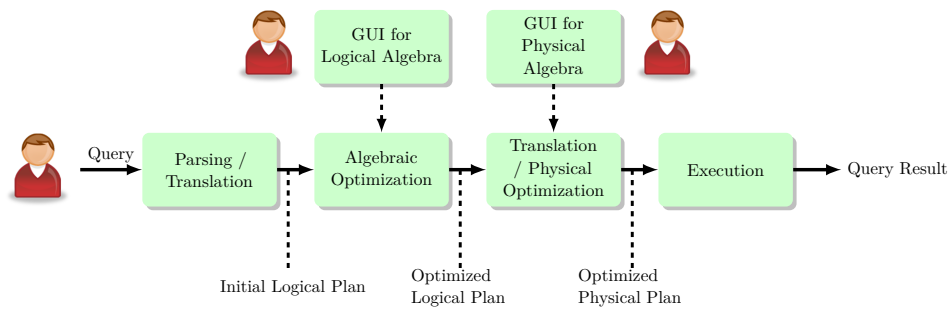 GUI for
Logical Algebra
GUI for
Physical
Algebra
Query
Parsing /
Translation
Algebraic
Optimization
Translation
/ Physical
Optimization
Execution
Query Result
Initial Logical Plan
Optimized
Logical Plan
Optimized
Physical Plan